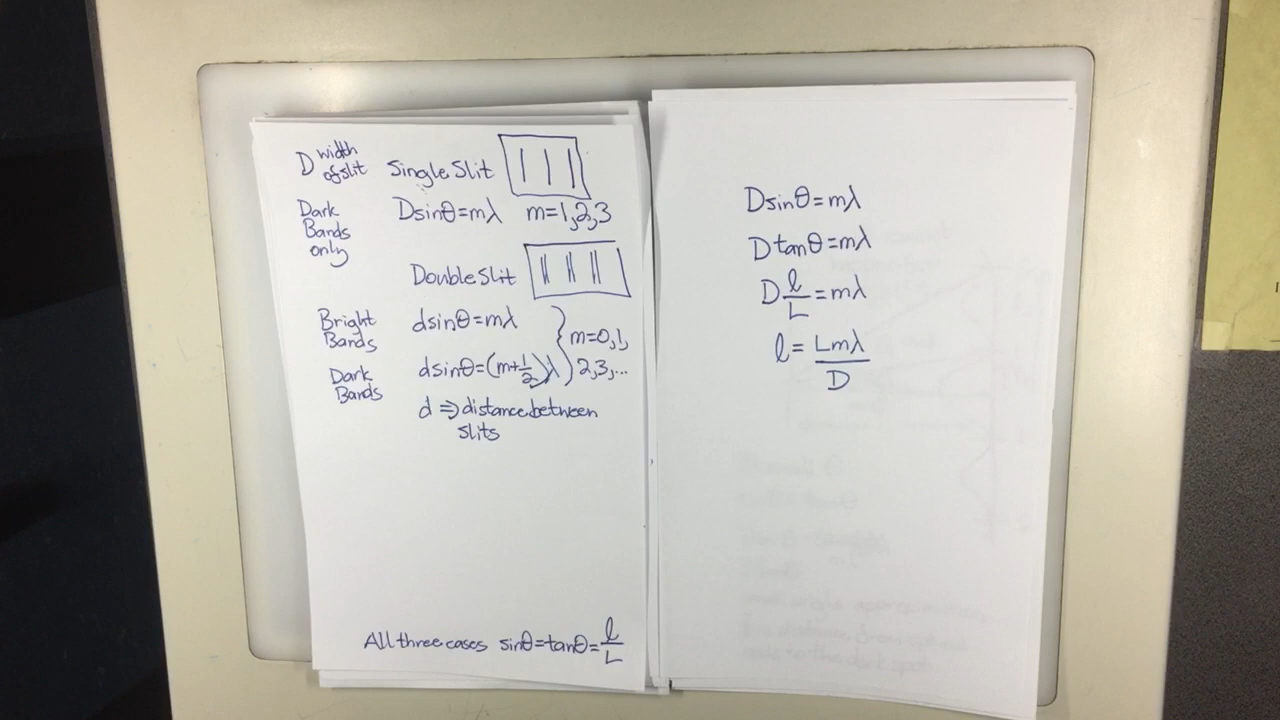 D width of slit
Single Slit
Dark Bands only
Dsinθ=mλ m=1,2,3
Double Slit
Bright Bands
dsinθ=mλ
m=0,1,
Dark Bands
dsinθ=(m+1/2)λ
2,3,...
d ⇒ distance between
slits
All three cases sinθ=tanθ=l/L
Dsinθ=mλ
Dtanθ=mλ
D l/L=mλ
l= Lmλ/D